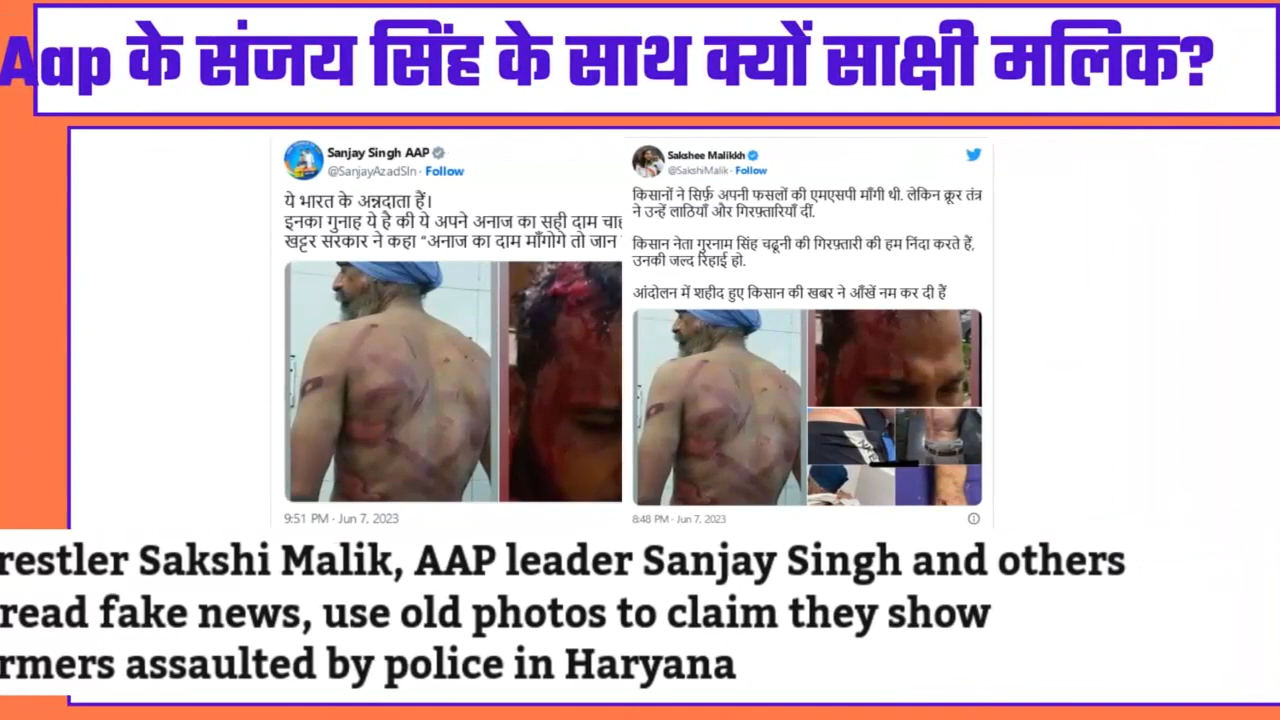 Aap के संजय सिंह के साथ क्यों साक्षी मलिक?
Sanjay Singh AAP
@SanjayAzadSln · Follow
ये भारत के अन्नदाता हैं।
इनका गुनाह ये है की ये अपने अनाज का सही दाम चाह
खट्टर सरकार ने कहा “अनाज का दाम माँगोगे तो जान
9:51 PM · Jun 7, 2023
Sakshee Malikkh
@SakshiMalik · Follow
किसानों ने सिर्फ़ अपनी फसलों की एमएसपी माँगी थी. लेकिन क्रूर तंत्र
ने उन्हें लाठियाँ और गिरफ़्तारियाँ दीं.
किसान नेता गुरनाम सिंह चढ़ूनी की गिरफ़्तारी की हम निंदा करते हैं,
उनकी जल्द रिहाई हो.
आंदोलन में शहीद हुए किसान की खबर ने आँखें नम कर दी हैं
8:48 PM · Jun 7, 2023
restler Sakshi Malik, AAP leader Sanjay Singh and others
read fake news, use old photos to claim they show
rmers assaulted by police in Haryana